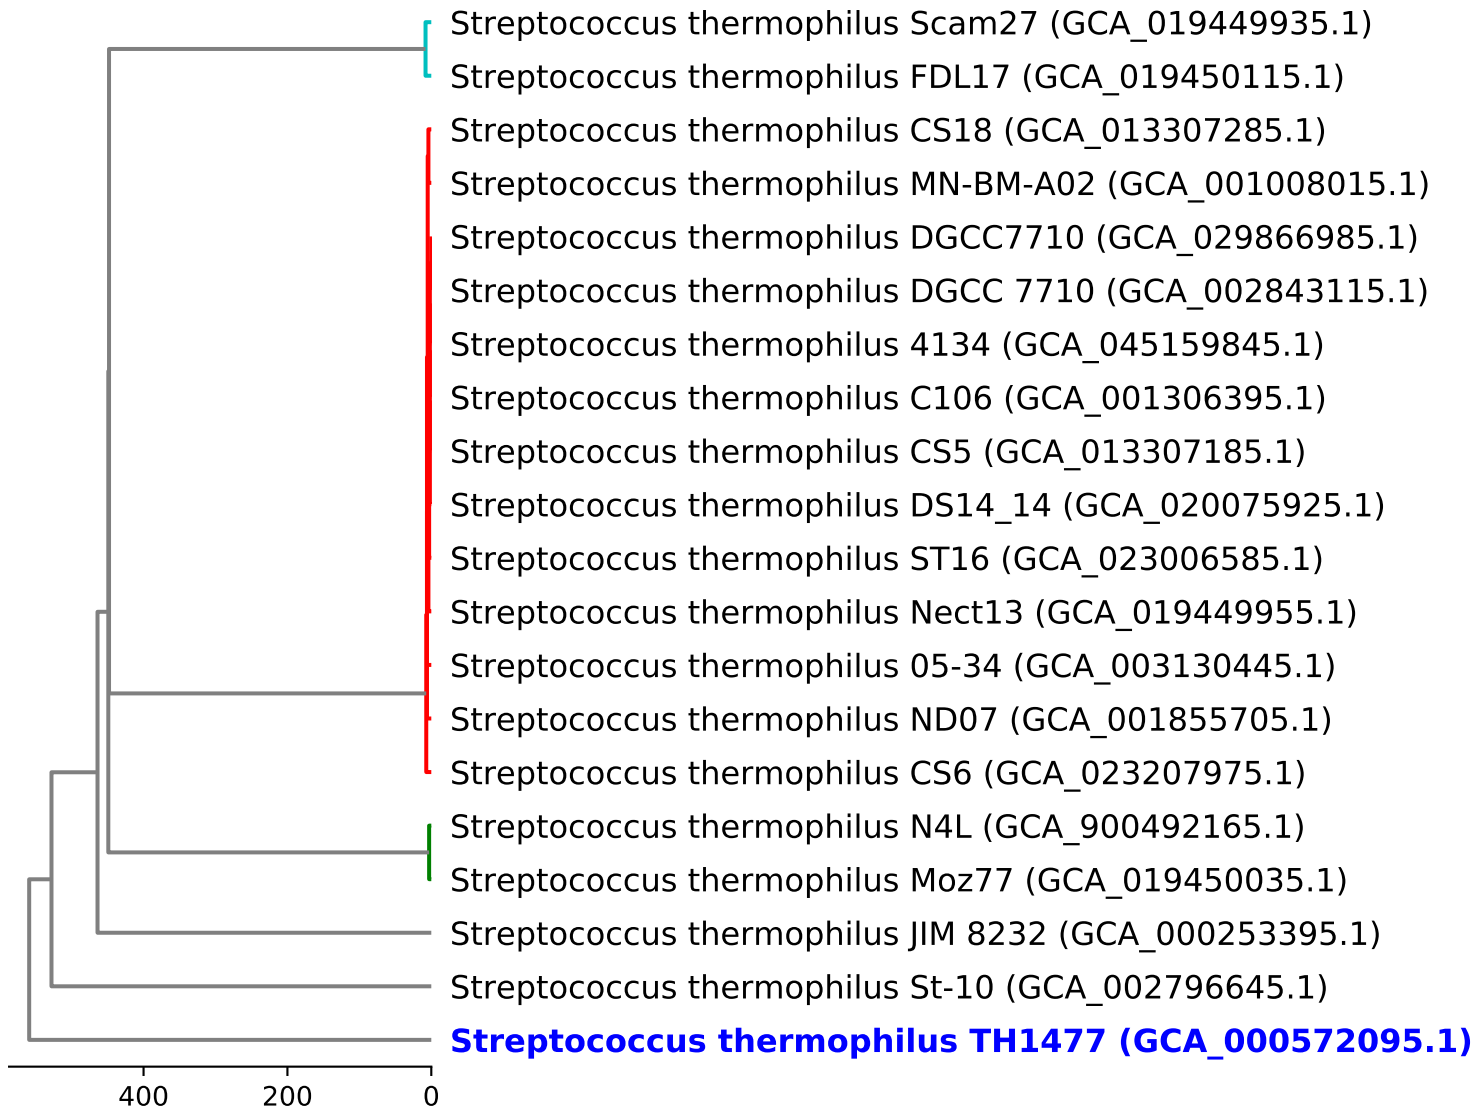 Streptococcus thermophilus Scam27 (GCA_019449935.1)
Streptococcus thermophilus FDL17 (GCA_019450115.1)
Streptococcus thermophilus CS18 (GCA_013307285.1)
Streptococcus thermophilus MN-BM-A02 (GCA_001008015.1)
Streptococcus thermophilus DGCC7710 (GCA_029866985.1)
Streptococcus thermophilus DGCC 7710 (GCA_002843115.1)
Streptococcus thermophilus 4134 (GCA_045159845.1)
Streptococcus thermophilus C106 (GCA_001306395.1)
Streptococcus thermophilus CS5 (GCA_013307185.1)
Streptococcus thermophilus DS14_14 (GCA_020075925.1)
Streptococcus thermophilus ST16 (GCA_023006585.1)
Streptococcus thermophilus Nect13 (GCA_019449955.1)
Streptococcus thermophilus 05-34 (GCA_003130445.1)
Streptococcus thermophilus ND07 (GCA_001855705.1)
Streptococcus thermophilus CS6 (GCA_023207975.1)
Streptococcus thermophilus N4L (GCA_900492165.1)
Streptococcus thermophilus Moz77 (GCA_019450035.1)
Streptococcus thermophilus JIM 8232 (GCA_000253395.1)
Streptococcus thermophilus St-10 (GCA_002796645.1)
Streptococcus thermophilus TH1477 (GCA_000572095.1)
400 200 0